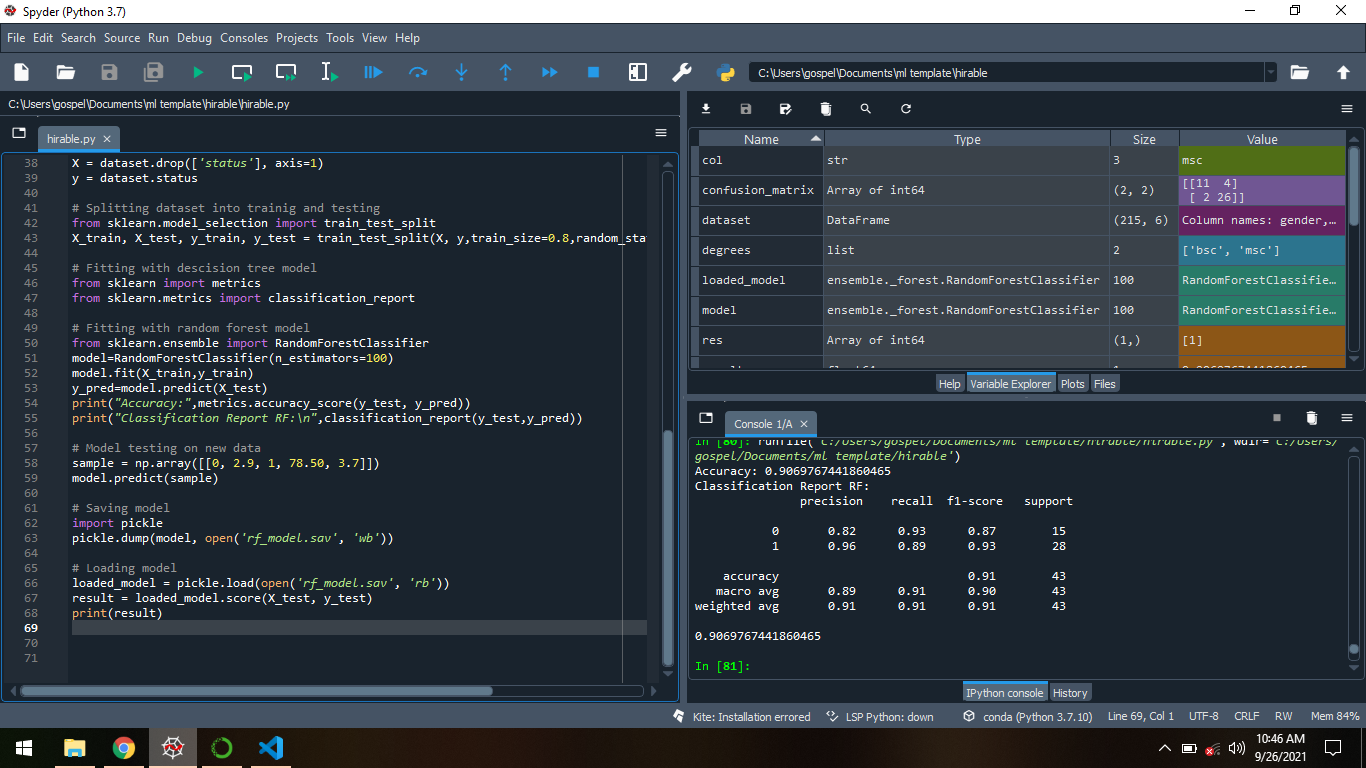 Spyder (Python 3.7)
File Edit Search Source Run Debug Consoles Projects Tools View Help
C:\Users\gospel\Documents\ml template\hirable
C:\Users\gospel\Documents\ml template\hirable\hirable.py
hirable.py
38 X = dataset.drop(['status'], axis=1)
39 y = dataset.status
40
41 # Splitting dataset into trainig and testing
42 from sklearn.model_selection import train_test_split
43 X_train, X_test, y_train, y_test = train_test_split(X, y,train_size=0.8,random_sta
44
45 # Fitting with descision tree model
46 from sklearn import metrics
47 from sklearn.metrics import classification_report
48
49 # Fitting with random forest model
50 from sklearn.ensemble import RandomForestClassifier
51 model=RandomForestClassifier(n_estimators=100)
52 model.fit(X_train,y_train)
53 y_pred=model.predict(X_test)
54 print("Accuracy:",metrics.accuracy_score(y_test, y_pred))
55 print("Classification Report RF:\n",classification_report(y_test,y_pred))
56
57 # Model testing on new data
58 sample = np.array([[0, 2.9, 1, 78.50, 3.7]])
59 model.predict(sample)
60
61 # Saving model
62 import pickle
63 pickle.dump(model, open('rf_model.sav', 'wb'))
64
65 # Loading model
66 loaded_model = pickle.load(open('rf_model.sav', 'rb'))
67 result = loaded_model.score(X_test, y_test)
68 print(result)
69
70
71
Name Type Size Value
col str 3 msc
confusion_matrix Array of int64 (2, 2) [[11 4]
[ 2 26]]
dataset DataFrame (215, 6) Column names: gender,…
degrees list 2 ['bsc', 'msc']
loaded_model ensemble._forest.RandomForestClassifier 100 RandomForestClassifie…
model ensemble._forest.RandomForestClassifier 100 RandomForestClassifie…
res Array of int64 (1,) [1]
Help Variable Explorer Plots Files
Console 1/A
In [80]: runfile('C:/Users/gospel/Documents/ml template/hirable/hirable.py', wdir='C:/Users/
gospel/Documents/ml template/hirable')
Accuracy: 0.9069767441860465
Classification Report RF:
precision recall f1-score support
0 0.82 0.93 0.87 15
1 0.96 0.89 0.93 28
accuracy 0.91 43
macro avg 0.89 0.91 0.90 43
weighted avg 0.91 0.91 0.91 43
0.9069767441860465
In [81]:
IPython console History
Kite: Installation errored LSP Python: down conda (Python 3.7.10) Line 69, Col 1 UTF-8 CRLF RW Mem 84%
10:46 AM
9/26/2021